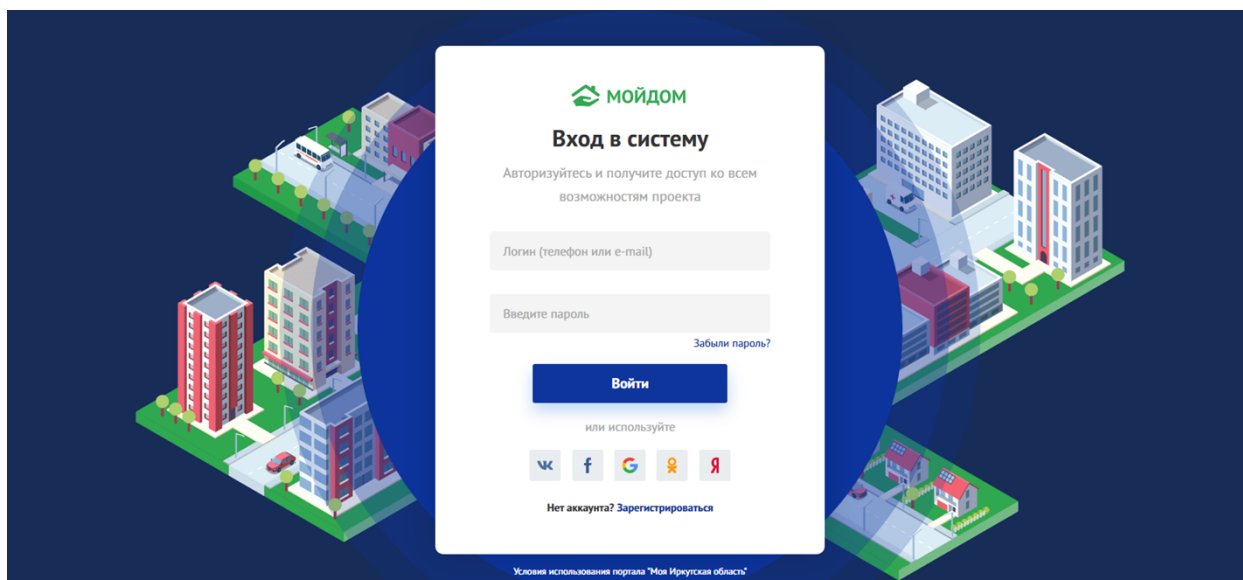 МОЙДОМ
Вход в систему
Авторизуйтесь и получите доступ ко всем
возможностям проекта
Логин (телефон или e-mail)
Введите пароль
Забыли пароль?
Войти
или используйте
Нет аккаунта? Зарегистрироваться
Условия использования портала "Моя Иркутская область"